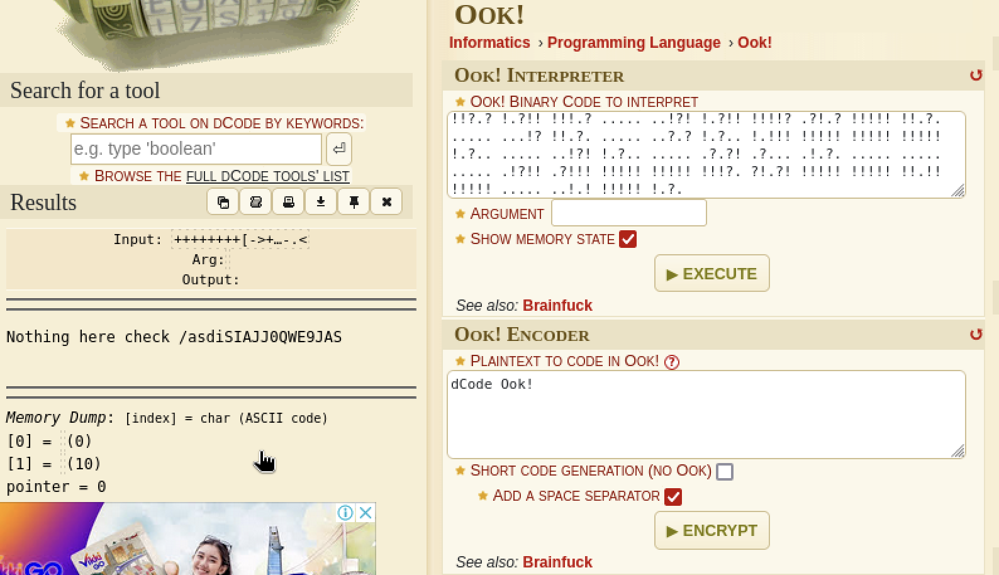 Search for a tool
★ SEARCH A TOOL ON DCODE BY KEYWORDS:
e.g. type 'boolean'
★ BROWSE THE FULL DCODE TOOLS' LIST
Results
Input: ++++++++[->+…-.<
Arg:
Output:
Nothing here check /asdiSIAJJ0QWE9JAS
Memory Dump: [index] = char (ASCII code)
[0] = (0)
[1] = (10)
pointer = 0
Vikki GO
OOK!
Informatics › Programming Language › Ook!
OOK! INTERPRETER
★ OOK! BINARY CODE TO INTERPRET
!!?.? !.?!! !!!.? ..... ..!?! !.?!! !!!!? .?!.? !!!!! !!.?.
..... ...!? !!.?. ..... ..?.? !.?.. !.!!! !!!!! !!!!! !!!!!
!.?.. ..... ..!?! !.?.. ..... .?.?! .?... .!.?. ..... .....
..... .!?!! .?!!! !!!!! !!!!! !!!?. ?!.?! !!!!! !!!!! !!.!!
!!!!! ..... ..!.! !!!!! !.?.
★ ARGUMENT
★ SHOW MEMORY STATE
▶ EXECUTE
See also: Brainfuck
OOK! ENCODER
★ PLAINTEXT TO CODE IN OOK! ?
dCode Ook!
★ SHORT CODE GENERATION (NO OOK)
★ ADD A SPACE SEPARATOR
▶ ENCRYPT
See also: Brainfuck